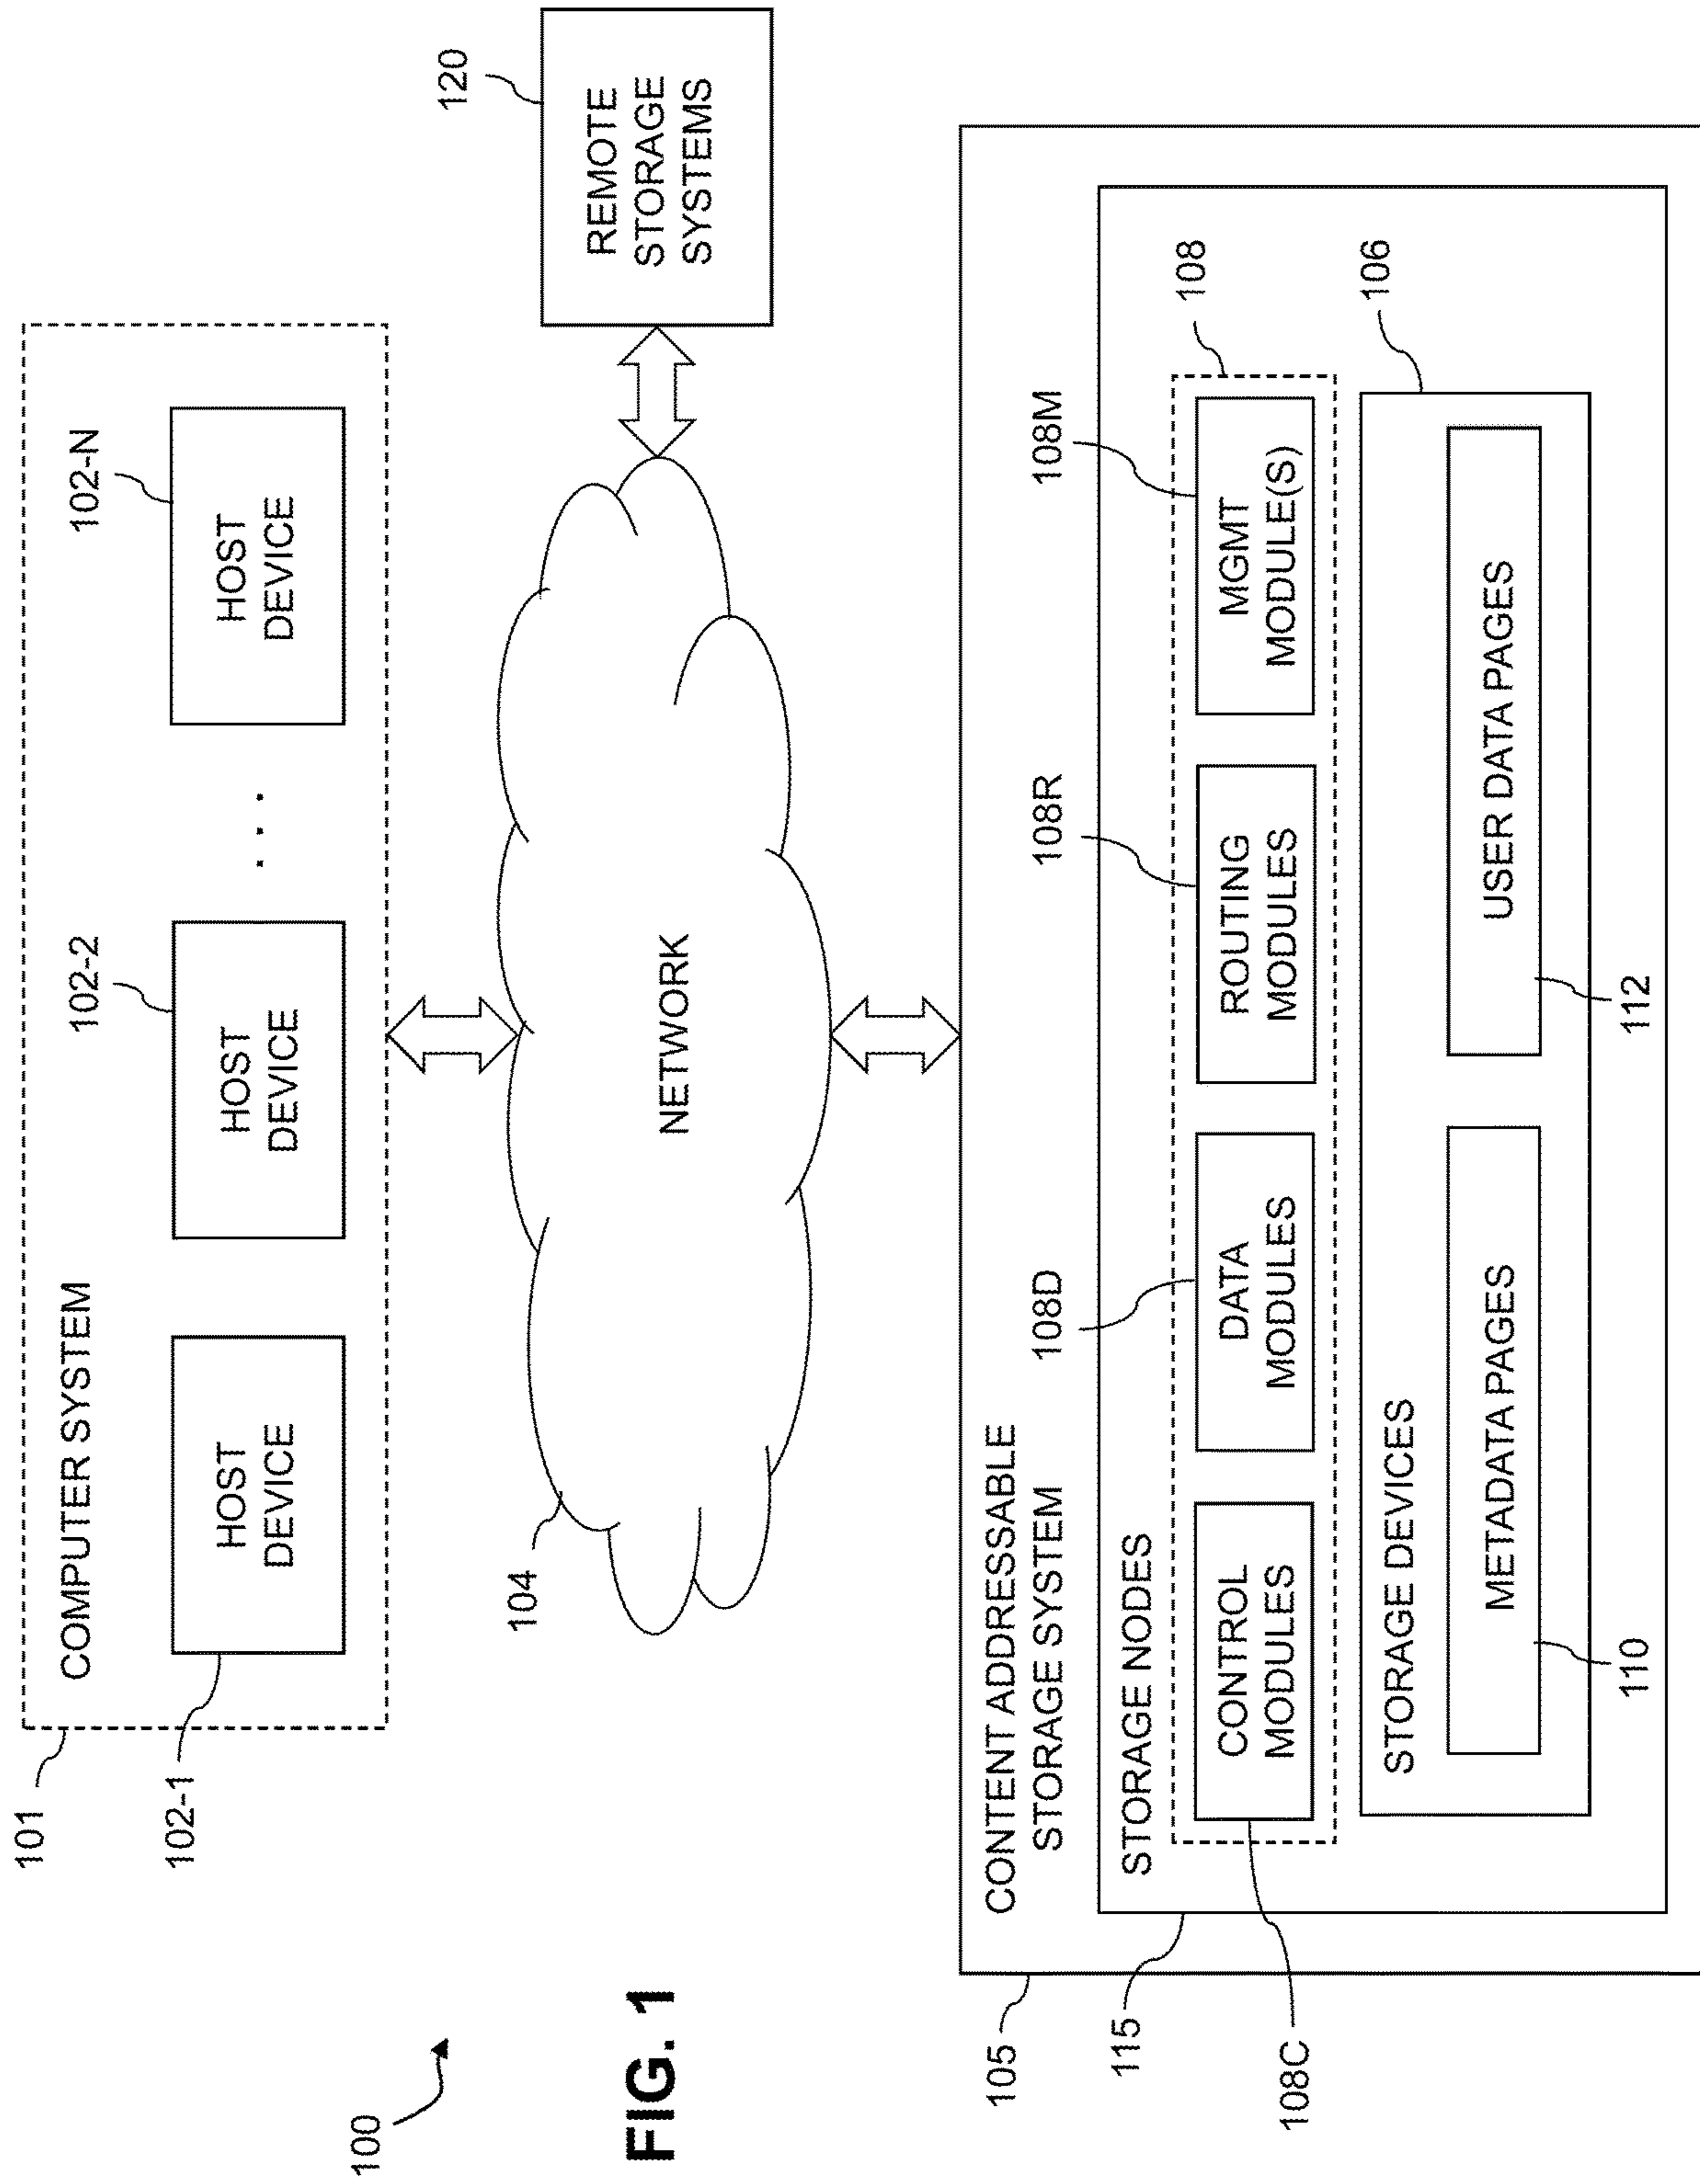 100
101
COMPUTER SYSTEM
102-1
HOST
DEVICE
102-2
HOST
DEVICE
. . .
102-N
HOST
DEVICE
104
NETWORK
120
REMOTE
STORAGE
SYSTEMS
FIG. 1
105
CONTENT ADDRESSABLE
STORAGE SYSTEM
115
STORAGE NODES
108C
CONTROL
MODULES
108D
DATA
MODULES
108R
ROUTING
MODULES
108M
MGMT
MODULE(S)
108
STORAGE DEVICES
106
METADATA PAGES
110
USER DATA PAGES
112